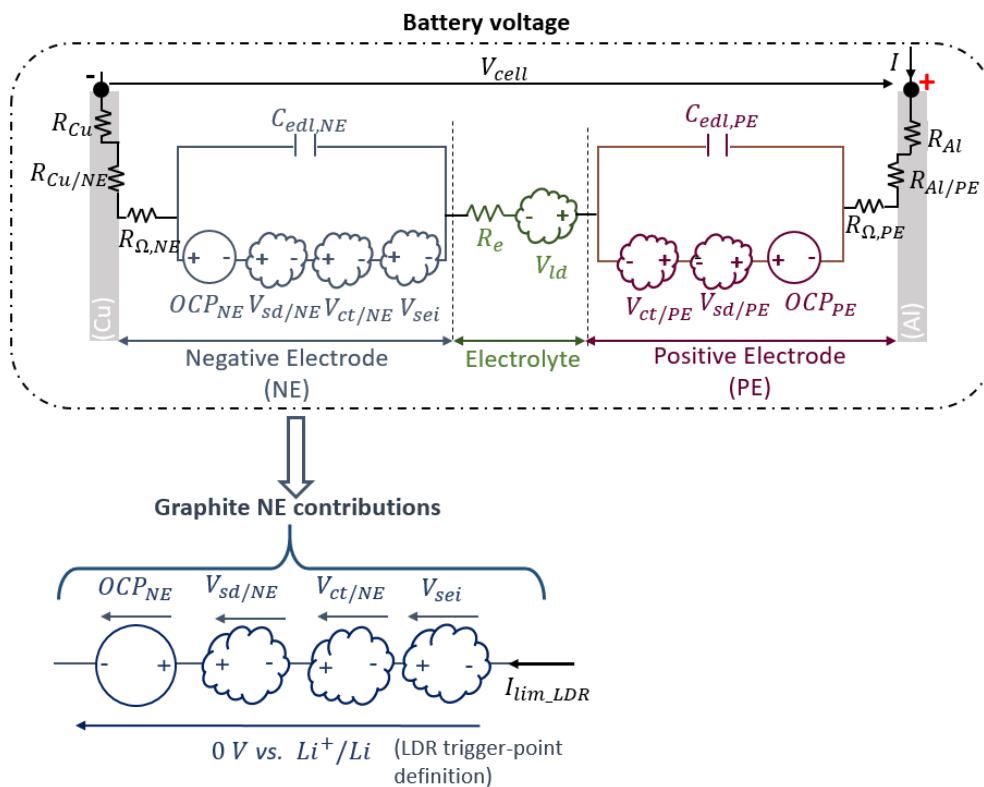 Battery voltage
-
V_cell
I
+
R_Cu
C_edl,NE
C_edl,PE
R_Al
R_Cu/NE
R_Al/PE
R_Ω,NE
R_e
- +
V_ld
R_Ω,PE
+ - + - + - + -
- + - + + -
OCP_NE V_sd/NE V_ct/NE V_sei
V_ct/PE V_sd/PE OCP_PE
(Cu)
(Al)
Negative Electrode
(NE)
Electrolyte
Positive Electrode
(PE)
Graphite NE contributions
OCP_NE V_sd/NE V_ct/NE V_sei
- + + - + - + -
I_lim_LDR
0 V vs. Li⁺/Li (LDR trigger-point
definition)